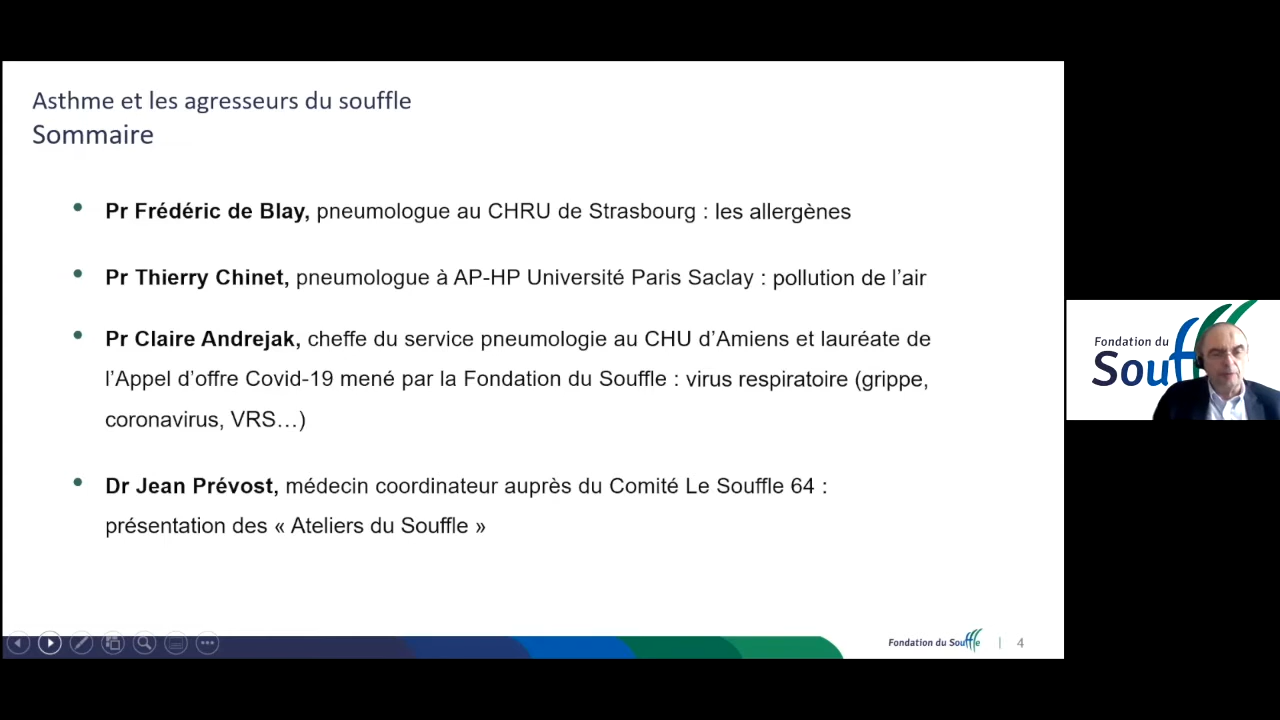 Asthme et les agresseurs du souffle
Sommaire
• Pr Frédéric de Blay, pneumologue au CHRU de Strasbourg : les allergènes
• Pr Thierry Chinet, pneumologue à AP-HP Université Paris Saclay : pollution de l’air
• Pr Claire Andrejak, cheffe du service pneumologie au CHU d’Amiens et lauréate de
l’Appel d’offre Covid-19 mené par la Fondation du Souffle : virus respiratoire (grippe,
coronavirus, VRS…)
• Dr Jean Prévost, médecin coordinateur auprès du Comité Le Souffle 64 :
présentation des « Ateliers du Souffle »
Fondation du Souffle | 4
Fondation du
Souff